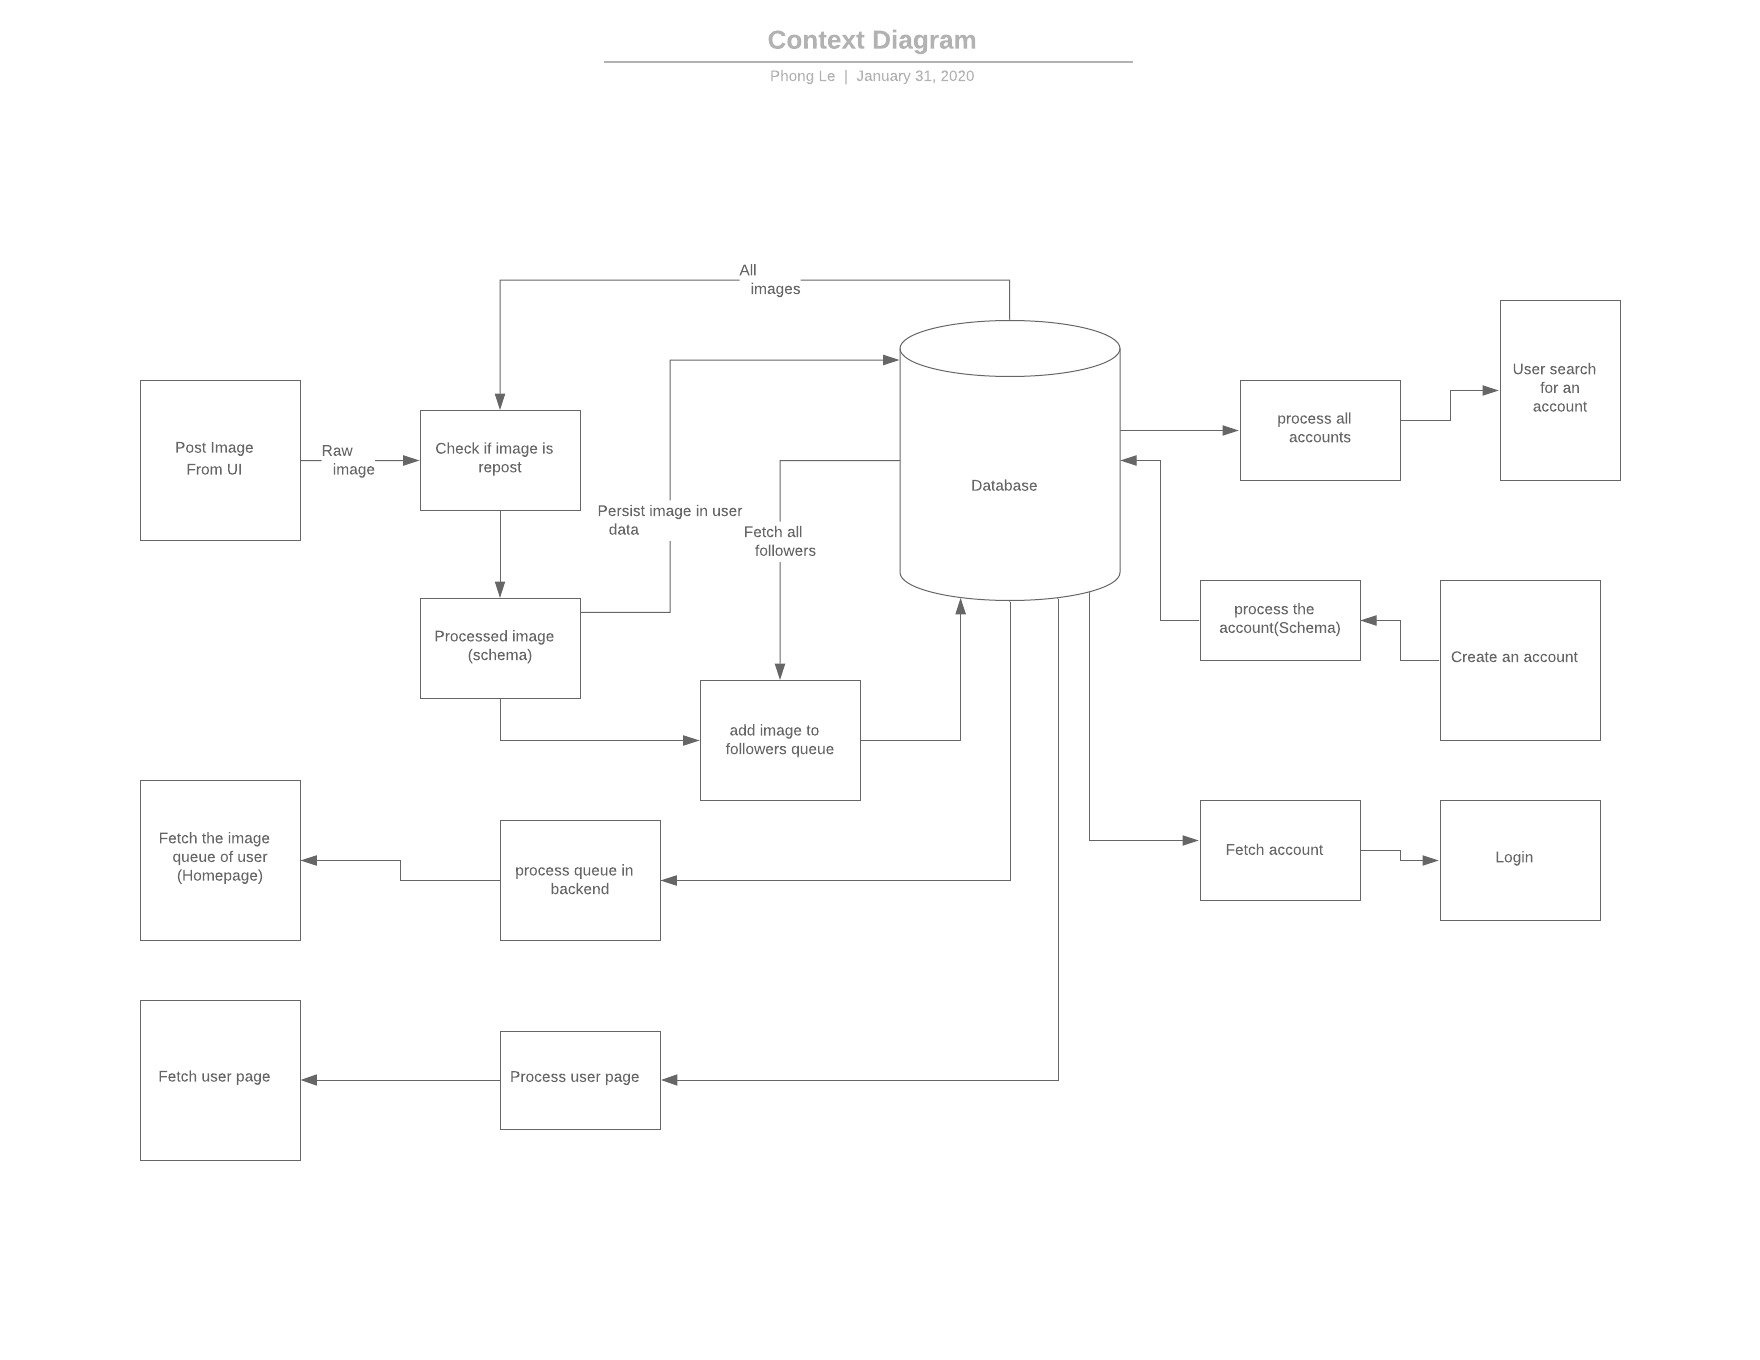 Context Diagram
Phong Le | January 31, 2020
All
images
Post Image
From UI
Raw
image
Check if image is
repost
Persist image in user
data
Fetch all
followers
Database
process all
accounts
User search
for an
account
Processed image
(schema)
process the
account(Schema)
Create an account
add image to
followers queue
Fetch the image
queue of user
(Homepage)
process queue in
backend
Fetch account
Login
Fetch user page
Process user page